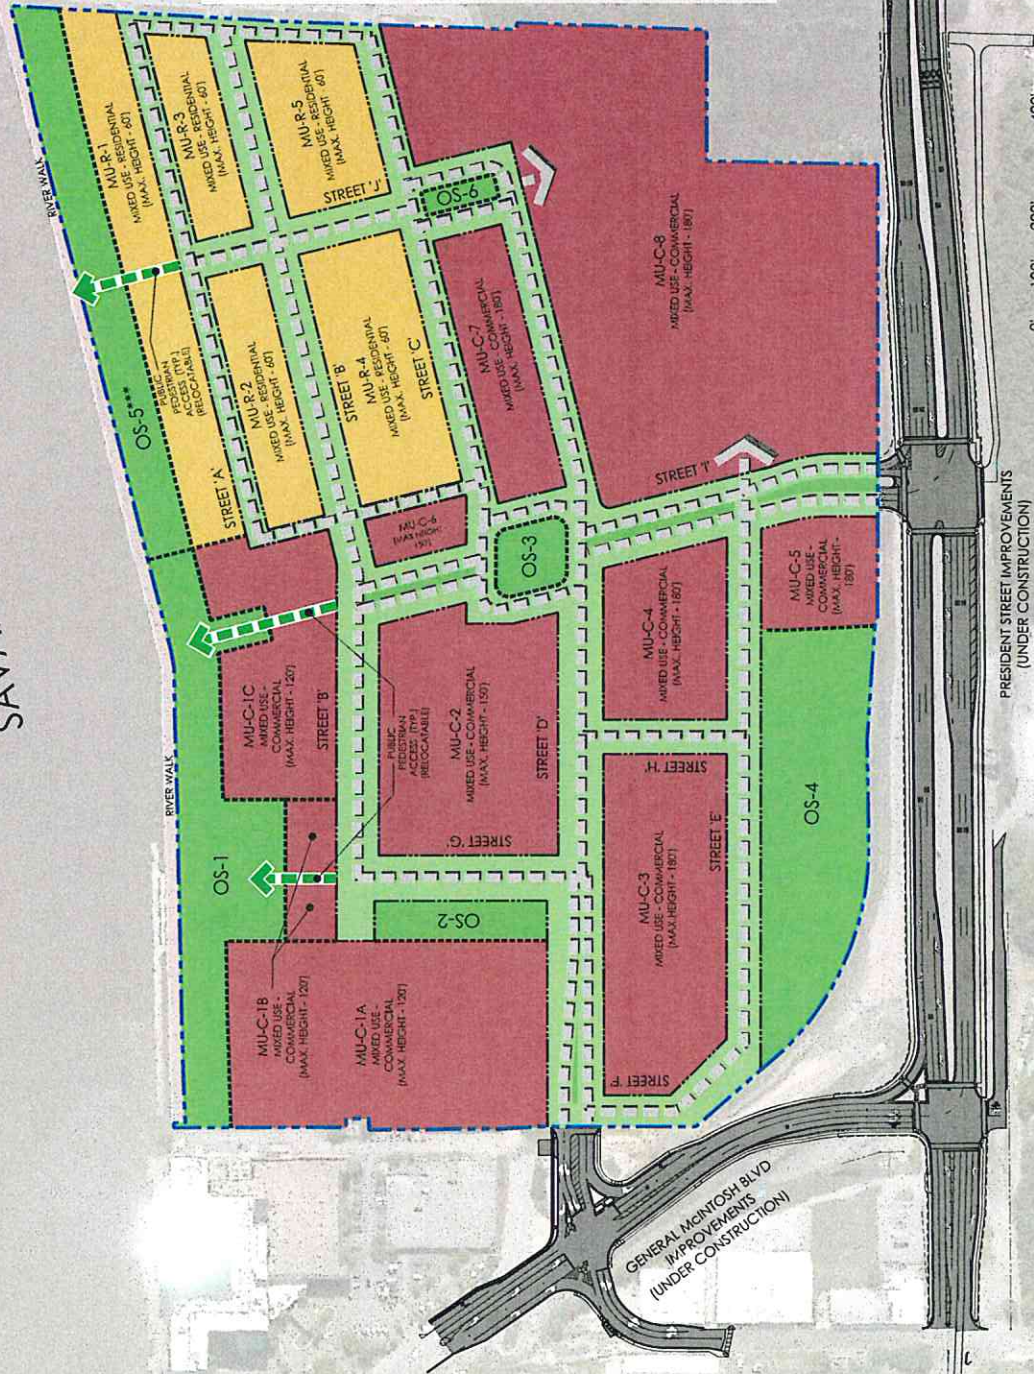 SAV
RIVER WALK
RIVER WALK
OS-5***
OS-1
PUBLIC
PEDESTRIAN
ACCESS (TYP.)
(RELOCATABLE)
MU-R-1
MIXED USE - RESIDENTIAL
(MAX. HEIGHT - 60')
MU-R-3
MIXED USE - RESIDENTIAL
(MAX. HEIGHT - 60')
MU-R-5
MIXED USE - RESIDENTIAL
(MAX. HEIGHT - 60')
STREET 'A'
MU-R-2
MIXED USE - RESIDENTIAL
(MAX. HEIGHT - 60')
STREET 'B'
MU-R-4
MIXED USE - RESIDENTIAL
(MAX. HEIGHT - 60')
STREET 'C'
STREET 'J'
OS-6
MU-C-7
MIXED USE - COMMERCIAL
(MAX. HEIGHT - 180')
MU-C-8
MIXED USE - COMMERCIAL
(MAX. HEIGHT - 180')
MU-C-6
(MAX HEIGHT
150')
OS-3
STREET 'I'
MU-C-1C
MIXED USE -
COMMERCIAL
(MAX. HEIGHT - 120')
STREET 'B'
PUBLIC
PEDESTRIAN
ACCESS (TYP.)
(RELOCATABLE)
MU-C-2
MIXED USE - COMMERCIAL
(MAX. HEIGHT - 150')
STREET 'D'
STREET 'G'
MU-C-4
MIXED USE - COMMERCIAL
(MAX. HEIGHT - 180')
MU-C-5
MIXED USE -
COMMERCIAL
(MAX. HEIGHT -
180')
STREET 'H'
OS-2
MU-C-1B
MIXED USE -
COMMERCIAL
(MAX. HEIGHT - 120')
MU-C-1A
MIXED USE -
COMMERCIAL
(MAX. HEIGHT - 120')
MU-C-3
MIXED USE - COMMERCIAL
(MAX. HEIGHT - 180')
STREET 'E'
STREET 'F'
OS-4
PRESIDENT STREET IMPROVEMENTS
(UNDER CONSTRUCTION)
GENERAL McINTOSH BLVD
IMPROVEMENTS
(UNDER CONSTRUCTION)